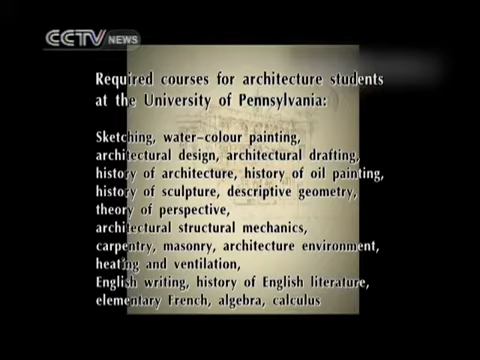 CCTV NEWS
Required courses for architecture students
at the University of Pennsylvania:
Sketching, water-colour painting,
architectural design, architectural drafting,
history of architecture, history of oil painting,
history of sculpture, descriptive geometry,
theory of perspective,
architectural structural mechanics,
carpentry, masonry, architecture environment,
heating and ventilation,
English writing, history of English literature,
elementary French, algebra, calculus